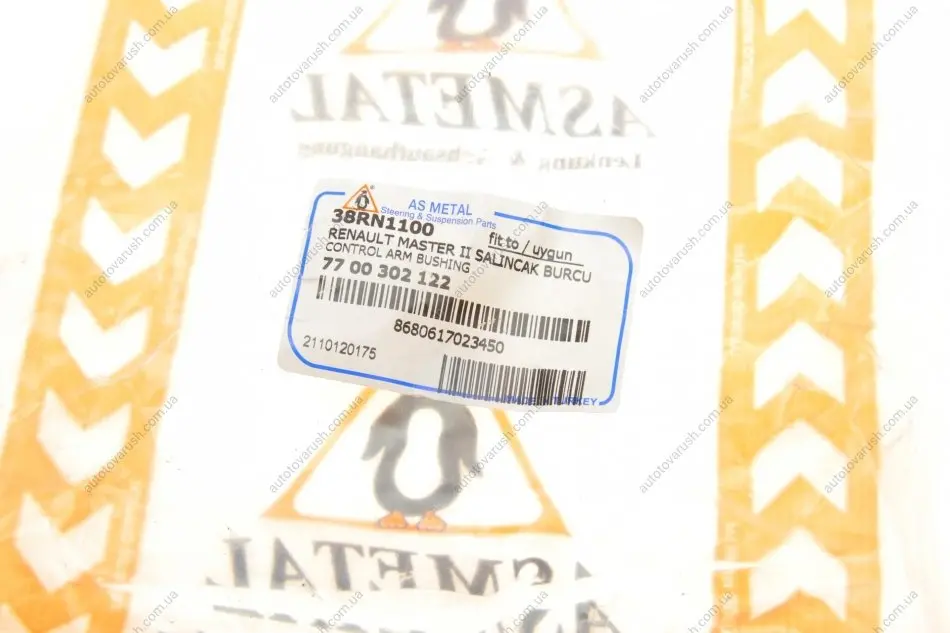 ASMETAL
Lenkung &
AS METAL
Steering & Suspension Parts
38RN1100
fit to / uygun
RENAULT MASTER II SALINCAK BURCU
CONTROL ARM BUSHING
77 00 302 122
8680617023450
2110120175
TURKEY
ASMETAL
autotovarush.com.ua